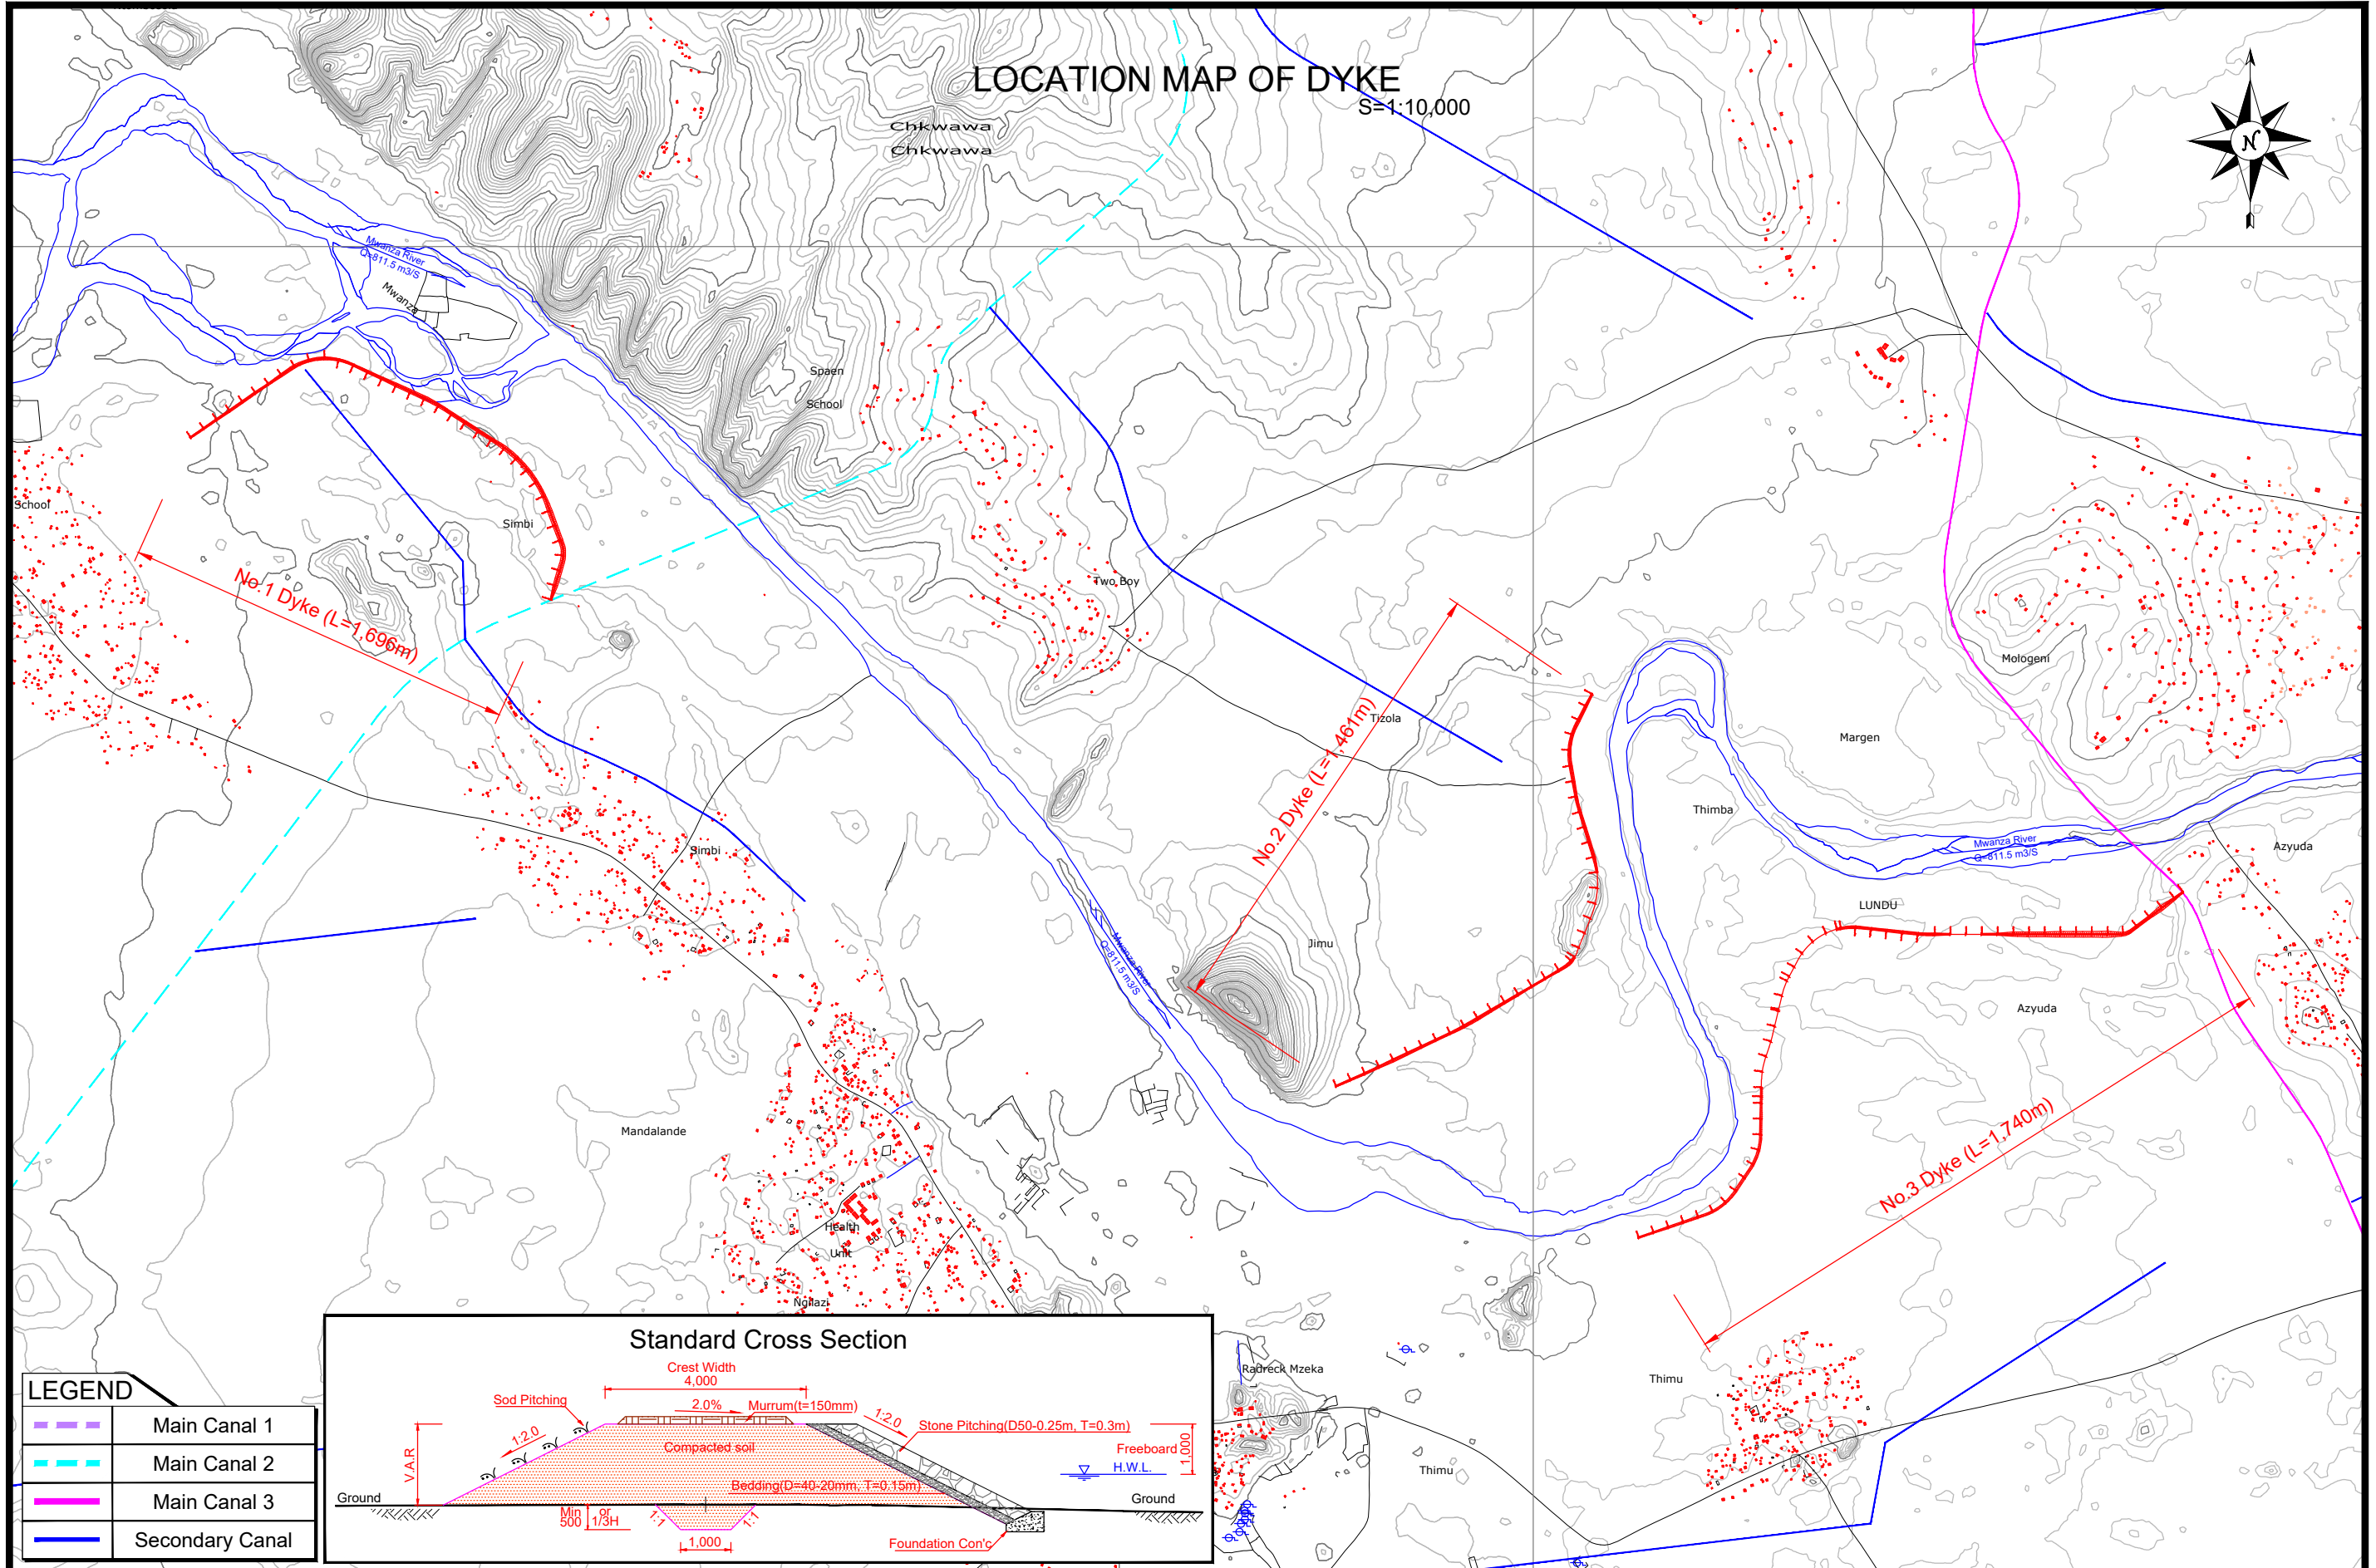 LOCATION MAP OF DYKE
S=1:10,000
Chkwawa
Chkwawa
N
Mwanza River
Q=811.5 m3/S
Mwanza
Spaen
School
School
Simbi
No.1 Dyke (L=1,696m)
Two Boy
Tizola
No.2 Dyke (L=1,461m)
Mologeni
Margen
Thimba
Simbi
Mwanza River
Q=811.5 m3/S
Azyuda
LUNDU
Jimu
Mwanza River
Q=811.5 m3/S
Azyuda
Mandalande
No.3 Dyke (L=1,740m)
Health
Unit
Ngilazi
Radreck Mzeka
Thimu
Thimu
Standard Cross Section
Crest Width
4,000
Sod Pitching
2.0%
Murrum(t=150mm)
1:2.0
1:2.0
Stone Pitching(D50-0.25m, T=0.3m)
Compacted soil
Freeboard
1,000
H.W.L.
V.A.R
Bedding(D=40-20mm, T=0.15m)
Ground
Ground
Min or
500 1/3H
1:1
1:1
1,000
Foundation Con'c
LEGEND
Main Canal 1
Main Canal 2
Main Canal 3
Secondary Canal